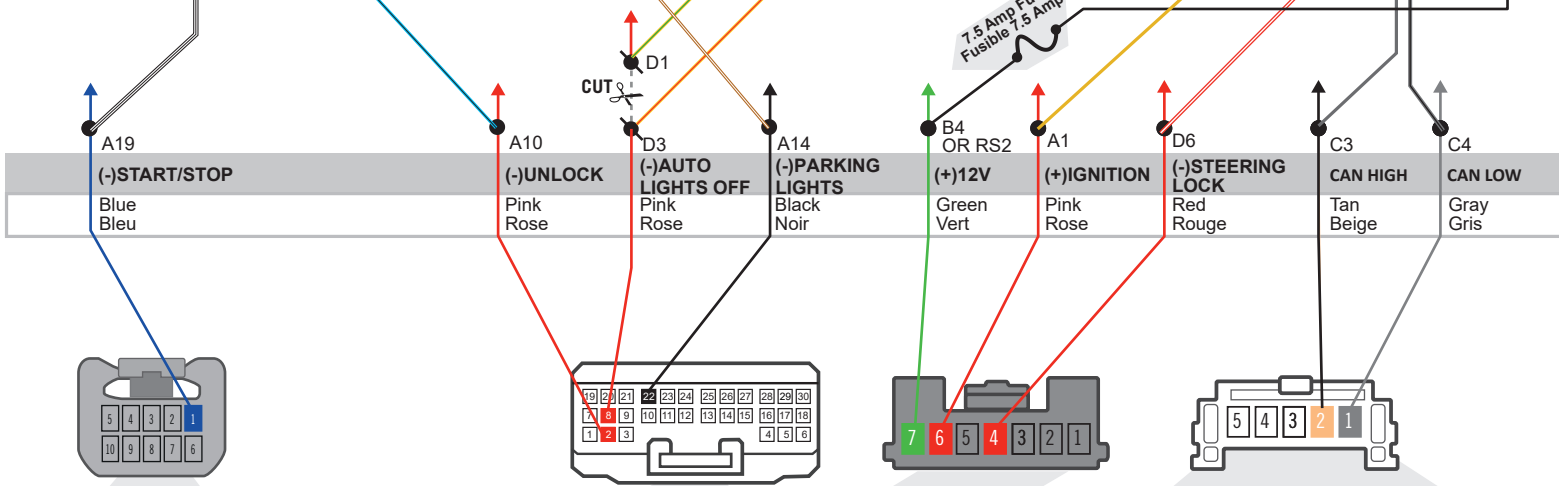 7.5 Amp Fu
Fusible 7.5 Amp
D1
CUT
A19
A10
D3
A14
B4
OR RS2
A1
D6
C3
C4
(-)START/STOP
(-)UNLOCK
(-)AUTO
LIGHTS OFF
(-)PARKING
LIGHTS
(+)12V
(+)IGNITION
(-)STEERING
LOCK
CAN HIGH
CAN LOW
Blue
Bleu
Pink
Rose
Pink
Rose
Black
Noir
Green
Vert
Pink
Rose
Red
Rouge
Tan
Beige
Gray
Gris
5 4 3 2 1
10 9 8 7 6
19 20 21 22 23 24 25 26 27 28 29 30
7 8 9 10 11 12 13 14 15 16 17 18
1 2 3 4 5 6
7 6 5 4 3 2 1
5 4 3 2 1